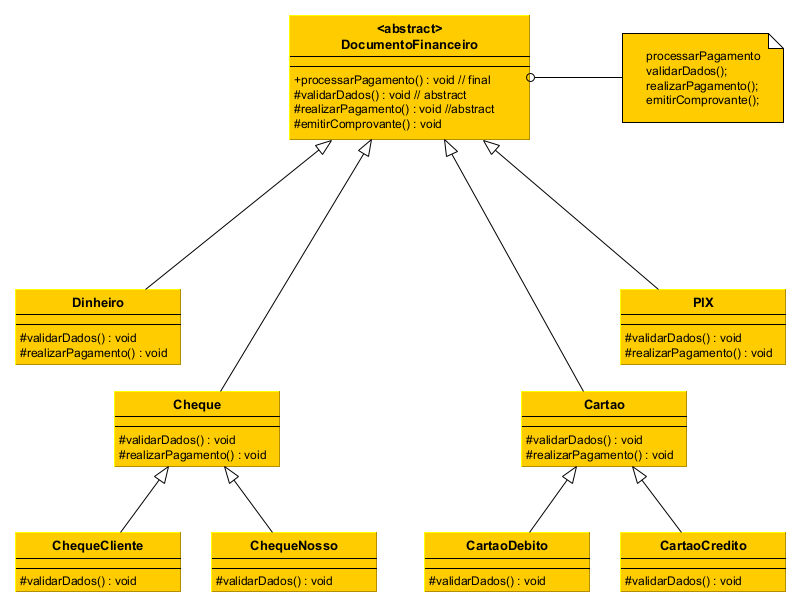 <abstract>
DocumentoFinanceiro
+processarPagamento() : void // final
#validarDados() : void // abstract
#realizarPagamento() : void //abstract
#emitirComprovante() : void
processarPagamento
validarDados();
realizarPagamento();
emitirComprovante();
Dinheiro
#validarDados() : void
#realizarPagamento() : void
PIX
#validarDados() : void
#realizarPagamento() : void
Cheque
#validarDados() : void
#realizarPagamento() : void
Cartao
#validarDados() : void
#realizarPagamento() : void
ChequeCliente
#validarDados() : void
ChequeNosso
#validarDados() : void
CartaoDebito
#validarDados() : void
CartaoCredito
#validarDados() : void